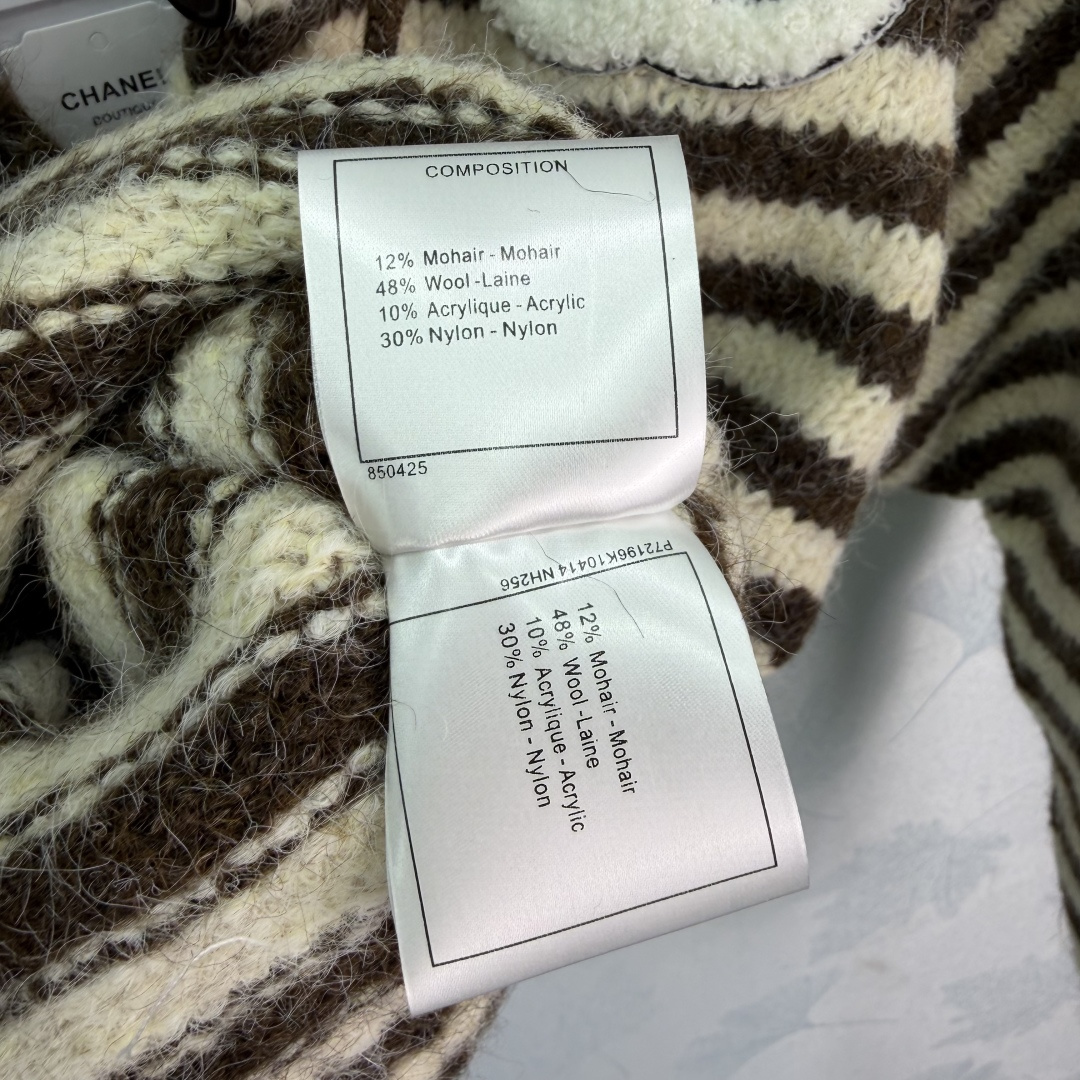 CHANEL
BOUTIQUE
COMPOSITION
12% Mohair - Mohair
48% Wool -Laine
10% Acrylique - Acrylic
30% Nylon - Nylon
850425
P72196K10414 NH256
12% Mohair - Mohair
48% Wool -Laine
10% Acrylique - Acrylic
30% Nylon - Nylon